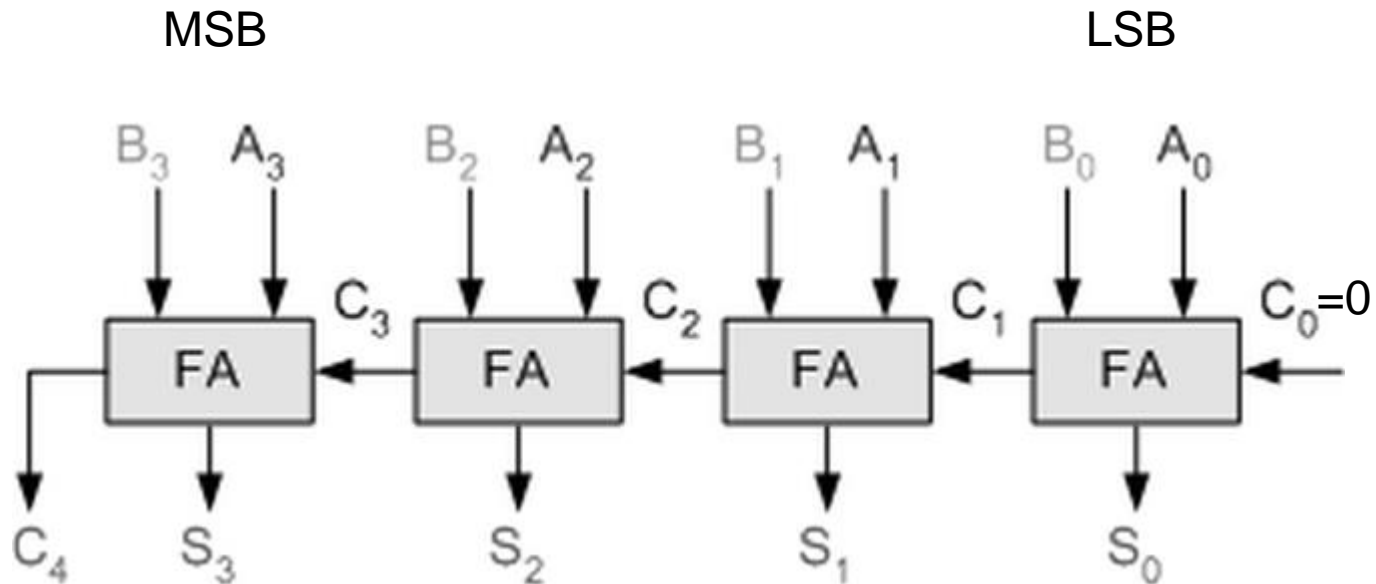 MSB LSB
B3 A3 B2 A2 B1 A1 B0 A0
C3 C2 C1 C0=0
FA FA FA FA
C4 S3 S2 S1 S0